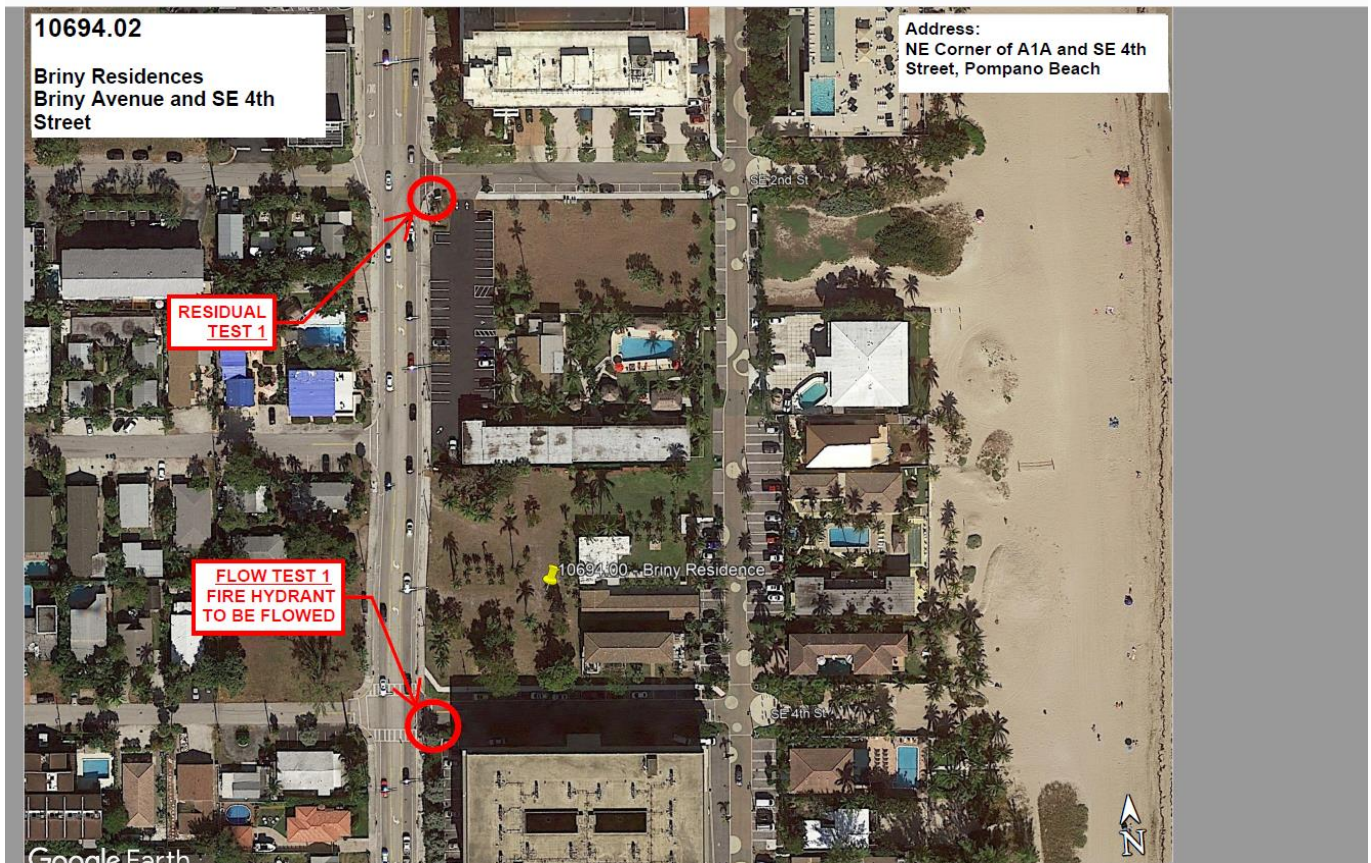 10694.02
Briny Residences
Briny Avenue and SE 4th
Street
Address:
NE Corner of A1A and SE 4th
Street, Pompano Beach
SE 2nd St
RESIDUAL
TEST 1
10694.00 - Briny Residence
FLOW TEST 1
FIRE HYDRANT
TO BE FLOWED
SE 4th St
N
Google Earth